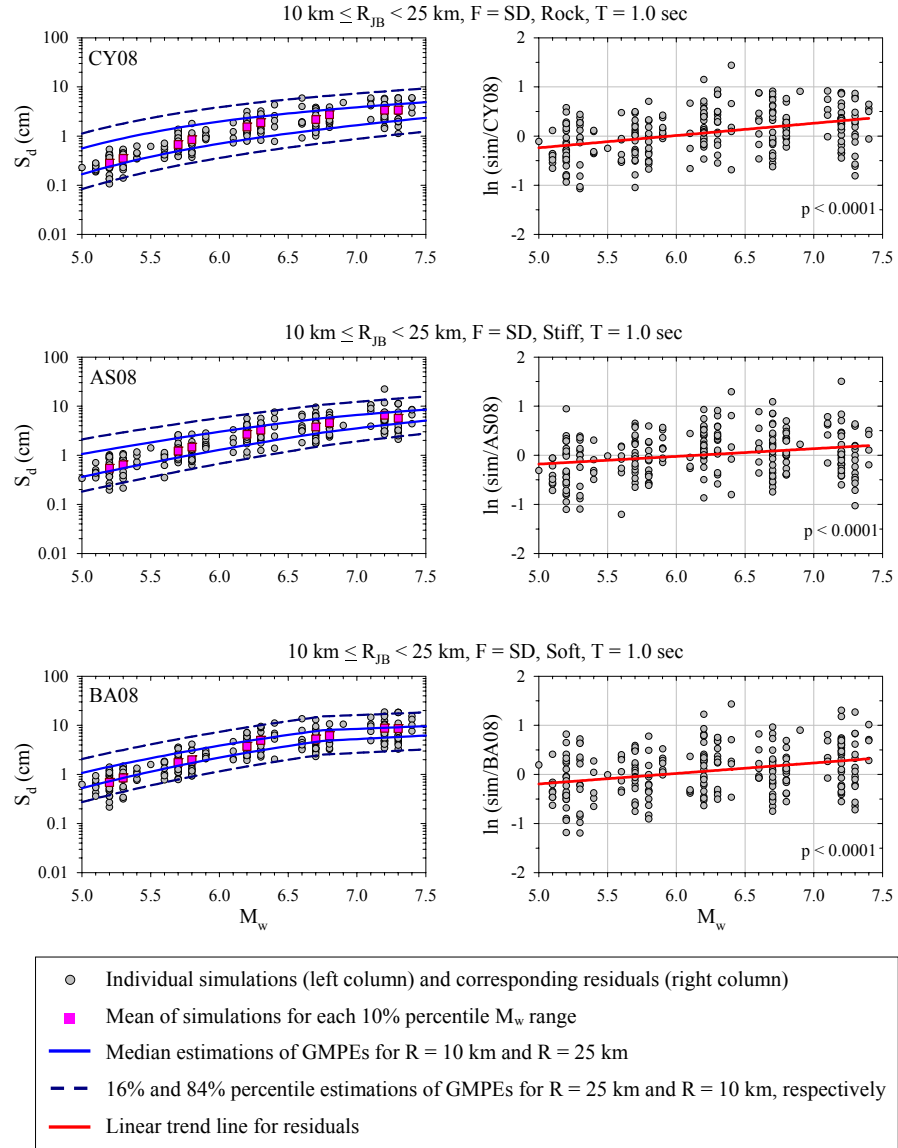 10 km ≤ R_JB < 25 km, F = SD, Rock, T = 1.0 sec
CY08
S_d (cm)
100
10
1
0.1
0.01
5.0 5.5 6.0 6.5 7.0 7.5
ln (sim/CY08)
2
1
0
-1
-2
p < 0.0001
5.0 5.5 6.0 6.5 7.0 7.5
10 km ≤ R_JB < 25 km, F = SD, Stiff, T = 1.0 sec
AS08
S_d (cm)
100
10
1
0.1
0.01
5.0 5.5 6.0 6.5 7.0 7.5
ln (sim/AS08)
2
1
0
-1
-2
p < 0.0001
5.0 5.5 6.0 6.5 7.0 7.5
10 km ≤ R_JB < 25 km, F = SD, Soft, T = 1.0 sec
BA08
S_d (cm)
100
10
1
0.1
0.01
5.0 5.5 6.0 6.5 7.0 7.5
M_w
ln (sim/BA08)
2
1
0
-1
-2
p < 0.0001
5.0 5.5 6.0 6.5 7.0 7.5
M_w
Individual simulations (left column) and corresponding residuals (right column)
Mean of simulations for each 10% percentile M_w range
Median estimations of GMPEs for R = 10 km and R = 25 km
16% and 84% percentile estimations of GMPEs for R = 25 km and R = 10 km, respectively
Linear trend line for residuals